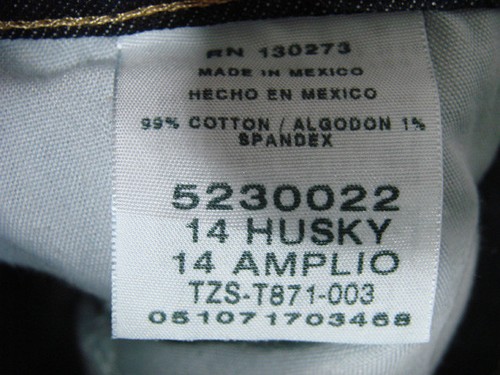 RN 130273
MADE IN MEXICO
HECHO EN MEXICO
99% COTTON / ALGODON 1%
SPANDEX
5230022
14 HUSKY
14 AMPLIO
TZS-T871-003
051071703468